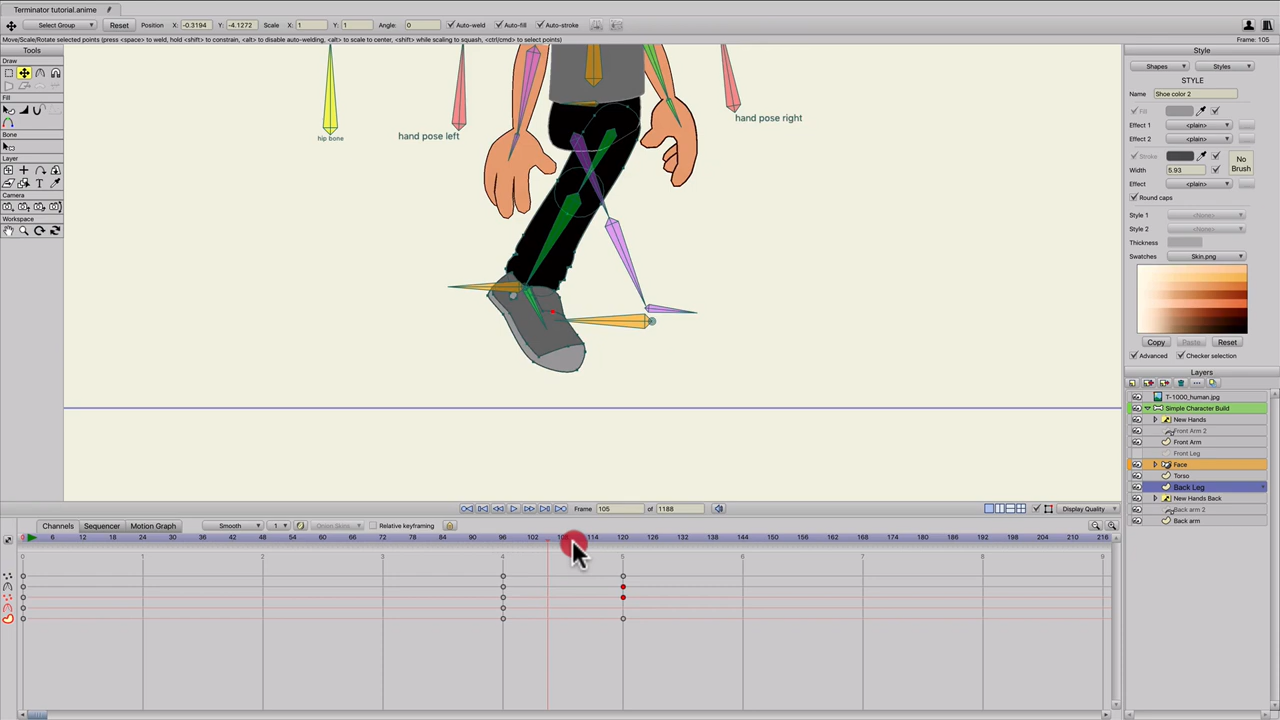 Terminator tutorial.anime
Select Group Reset Position X: -0.3194 Y: -4.1272 Scale X: 1 Y: 1 Angle: 0 Auto-weld Auto-fill Auto-stroke
Move/Scale/Rotate selected points (press <space> to weld, hold <shift> to constrain, <alt> to disable auto-welding, <alt> to scale to center, <shift> while scaling to squash, <ctrl/cmd> to select points) Frame: 105
Tools
Draw
Fill
Bone
Layer
Camera
Workspace
hip bone
hand pose left
hand pose right
Style
Shapes Styles
STYLE
Name Shoe color 2
Fill
Effect 1 <plain>
Effect 2 <plain>
Stroke
No Brush
Width 5.93
Effect <plain>
Round caps
Style 1 <None>
Style 2 <None>
Thickness
Swatches Skin.png
Copy Paste Reset
Advanced Checker selection
Layers
T-1000_human.jpg
Simple Character Build
New Hands
Front Arm 2
Front Arm
Front Leg
Face
Torso
Back Leg
New Hands Back
Back arm 2
Back arm
Frame 105 of 1188 Display Quality
Channels Sequencer Motion Graph Smooth 1 Onion Skins Relative keyframing
0 6 12 18 24 30 36 42 48 54 60 66 72 78 84 90 96 102 114 120 126 132 138 144 150 156 162 168 174 180 186 192 198 204 210 216
0 1 2 3 4 5 6 7 8 9